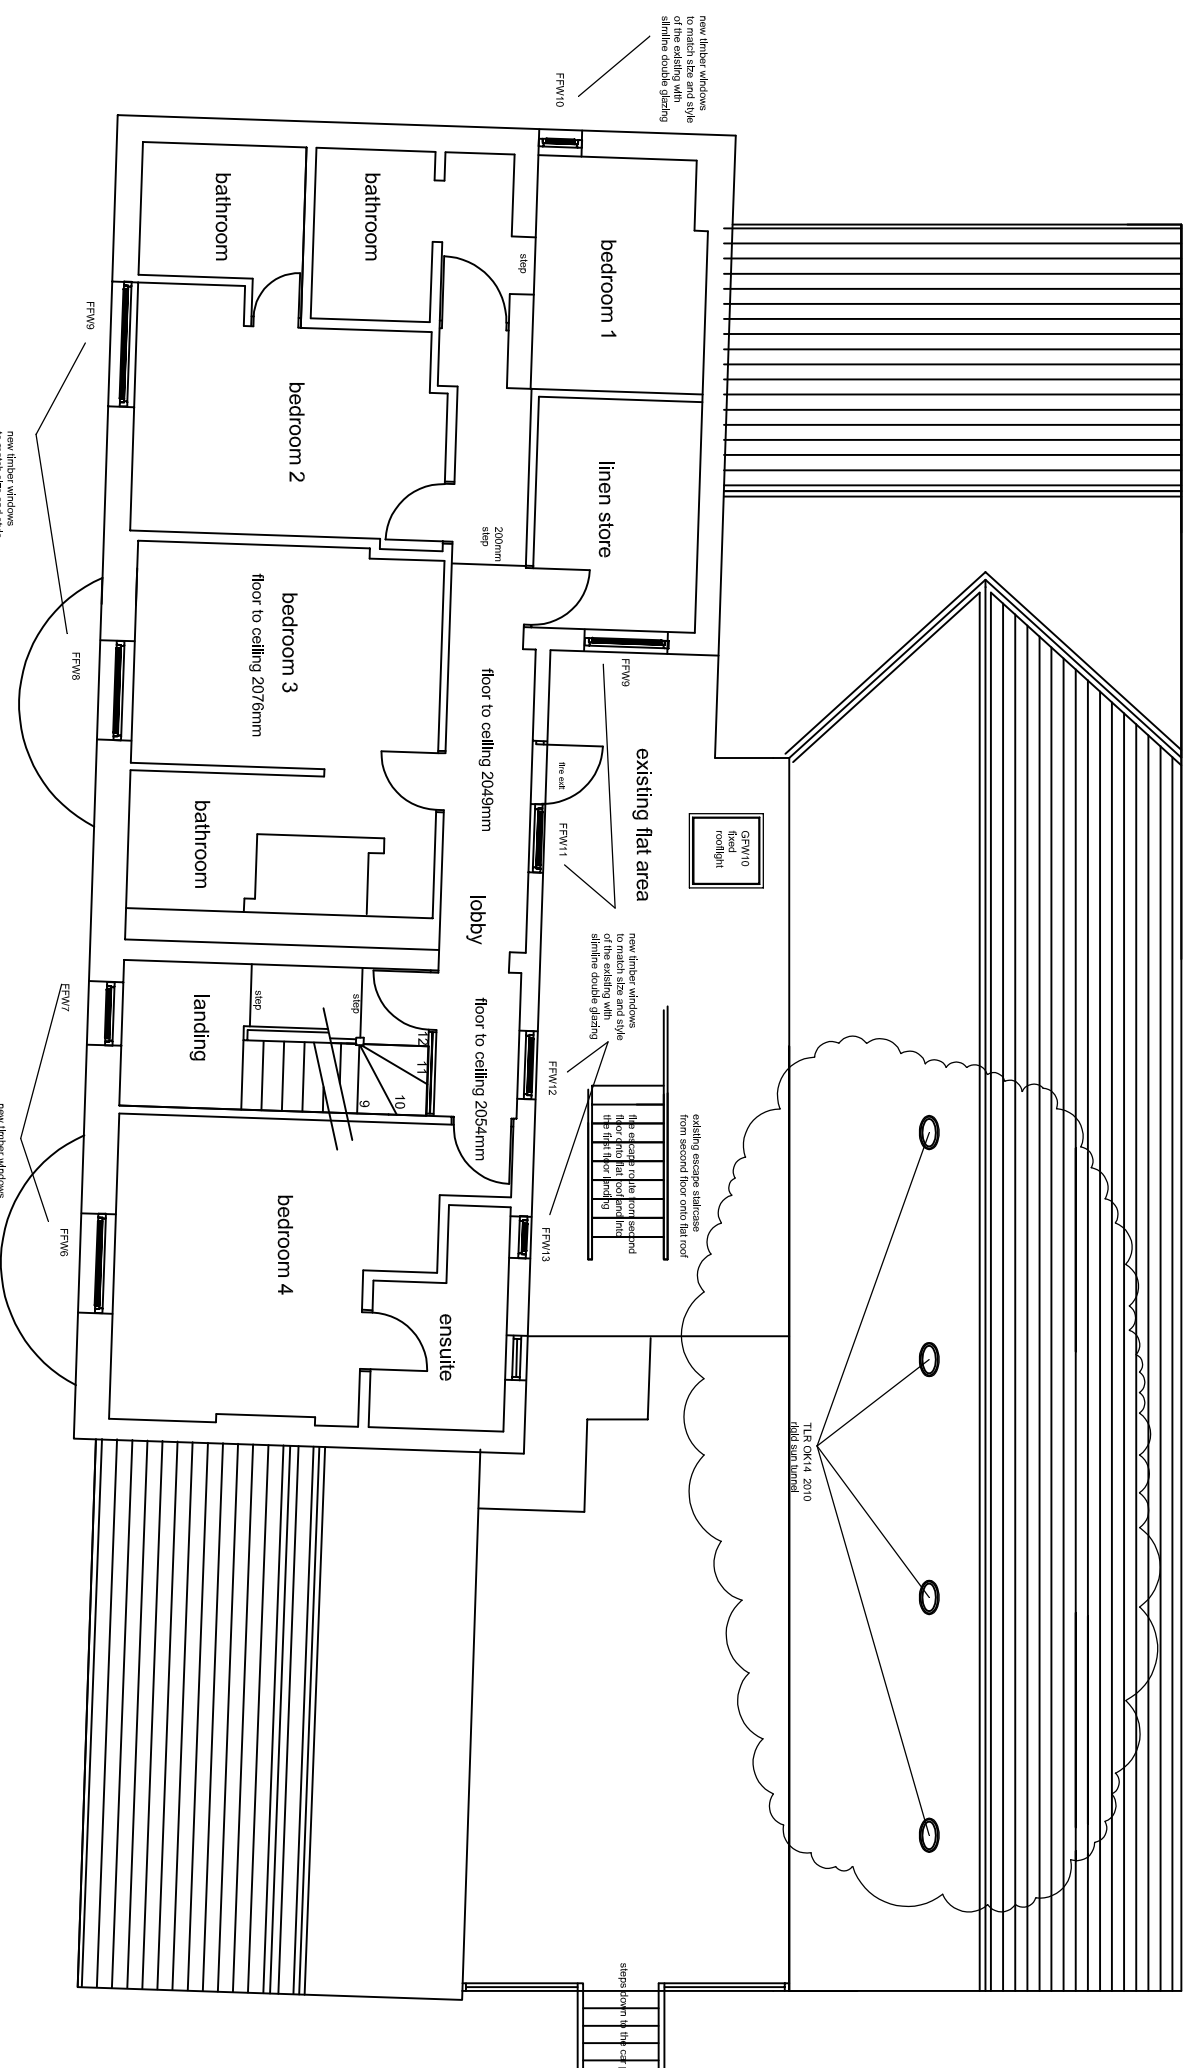 new timber windows
to match size and style
of the existing with
slimline double glazing
FFW10
bathroom
bathroom
bedroom 1
step
FFW9
bedroom 2
linen store
200mm
step
new timber windows
bedroom 3
floor to ceiling 2076mm
FFW8
floor to ceiling 2049mm
FFW9
fire exit
FFW11
existing flat area
GFW10
fixed
rooflight
bathroom
lobby
new timber windows
to match size and style
of the existing with
slimline double glazing
landing
step
step
12
11
10
9
floor to ceiling 2054mm
FFW7
FFW12
existing escape staircase
from second floor onto flat roof
fire escape route from second
floor onto flat roof and into
the first floor landing
new timber windows
bedroom 4
FFW6
FFW13
ensuite
TLR OK14 2010
rigid sun tunnel
steps down to the car